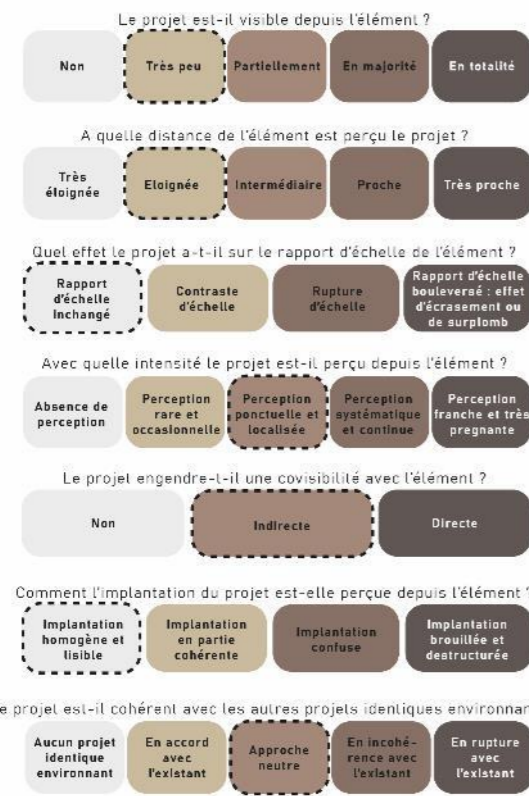 Le projet est-il visible depuis l'élément ?
Non
Très peu
Partiellement
En majorité
En totalité
A quelle distance de l'élément est perçu le projet ?
Très
éloignée
Eloignée
Intermédiaire
Proche
Très proche
Quel effet le projet a-t-il sur le rapport d'échelle de l'élément ?
Rapport
d'échelle
inchangé
Contraste
d'échelle
Rupture
d'échelle
Rapport d'échelle
bouleversé : effet
d'écrasement ou
de surplomb
Avec quelle intensité le projet est-il perçu depuis l'élément ?
Absence de
perception
Perception
rare et
occasionnelle
Perception
ponctuelle et
localisée
Perception
systématique
et continue
Perception
franche et très
pregnante
Le projet engendre-t-il une covisibilité avec l'élément ?
Non
Indirecte
Directe
Comment l'implantation du projet est-elle perçue depuis l'élément ?
Implantation
homogène et
lisible
Implantation
en partie
cohérente
Implantation
confuse
Implantation
brouillée et
destructurée
e projet est-il cohérent avec les autres projets identiques environnan
Aucun projet
identique
environnant
En accord
avec
l'existant
Approche
neutre
En incohé-
rence avec
l'existant
En rupture
avec
l'existant